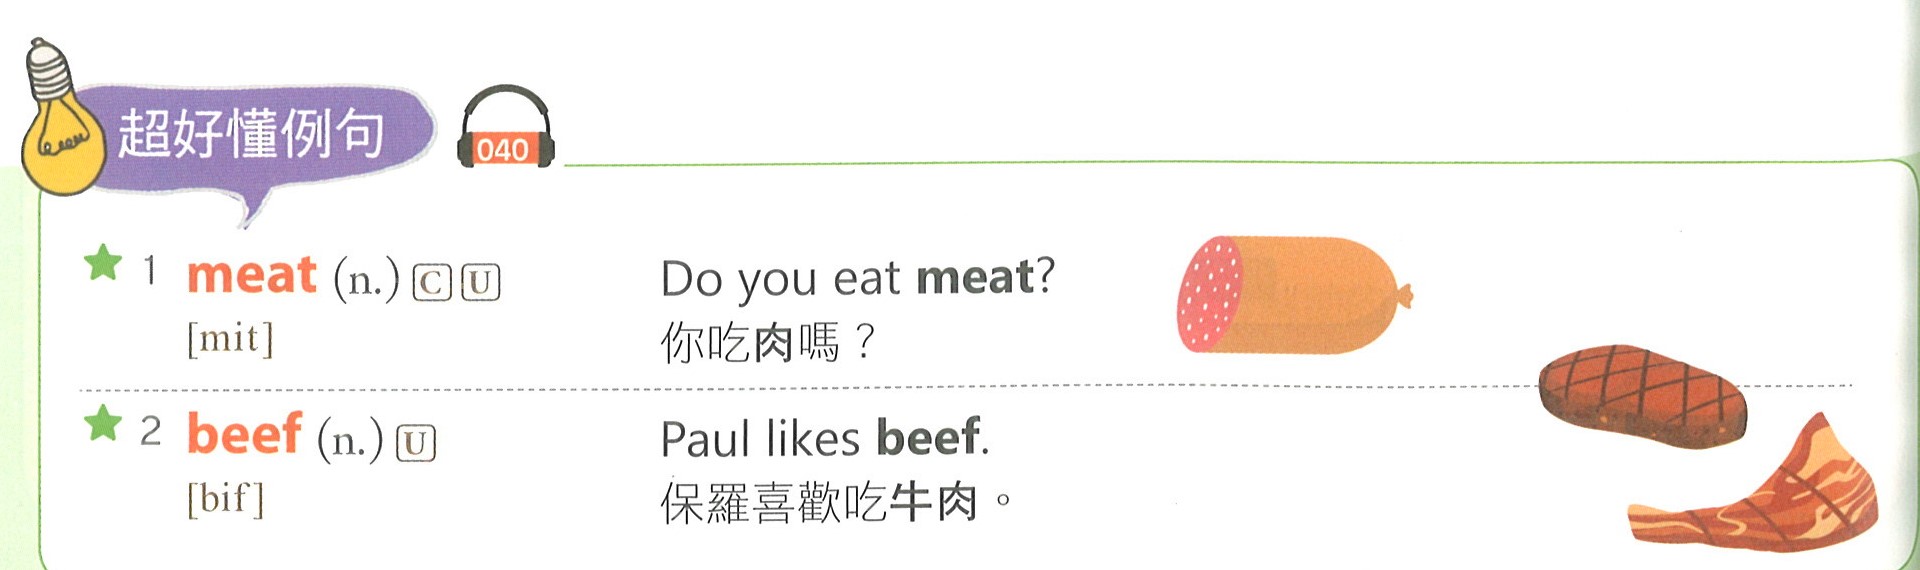 超好懂例句
040
1 meat (n.) C U
[mit]
Do you eat meat?
你吃肉嗎？
2 beef (n.) U
[bif]
Paul likes beef.
保羅喜歡吃牛肉。